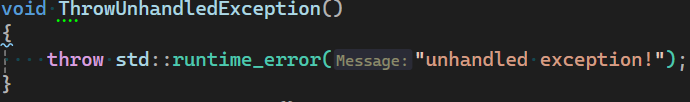 void ThrowUnhandledException()
{
    throw std::runtime_error(Message:"unhandled exception!");
}